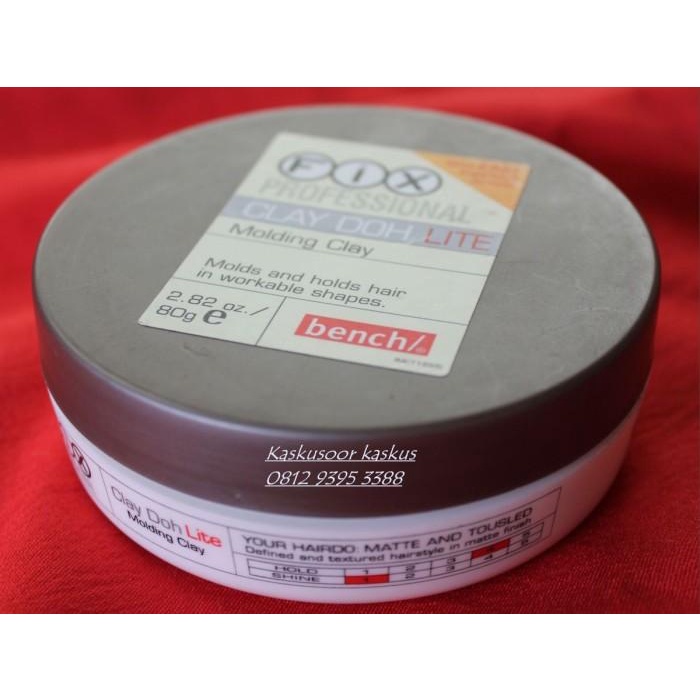 FIX
PROFESSIONAL
CLAY DOH LITE
Molding Clay
Molds and holds hair
in workable shapes.
2.82 oz./
80g e
bench/®
Kaskusoor kaskus
0812 9395 3388
Clay Doh Lite
Molding Clay
YOUR HAIRDO: MATTE AND TOUSLED
Defined and textured hairstyle in matte finish
HOLD 1 2 3 4 5
SHINE 1 2 3 4 5